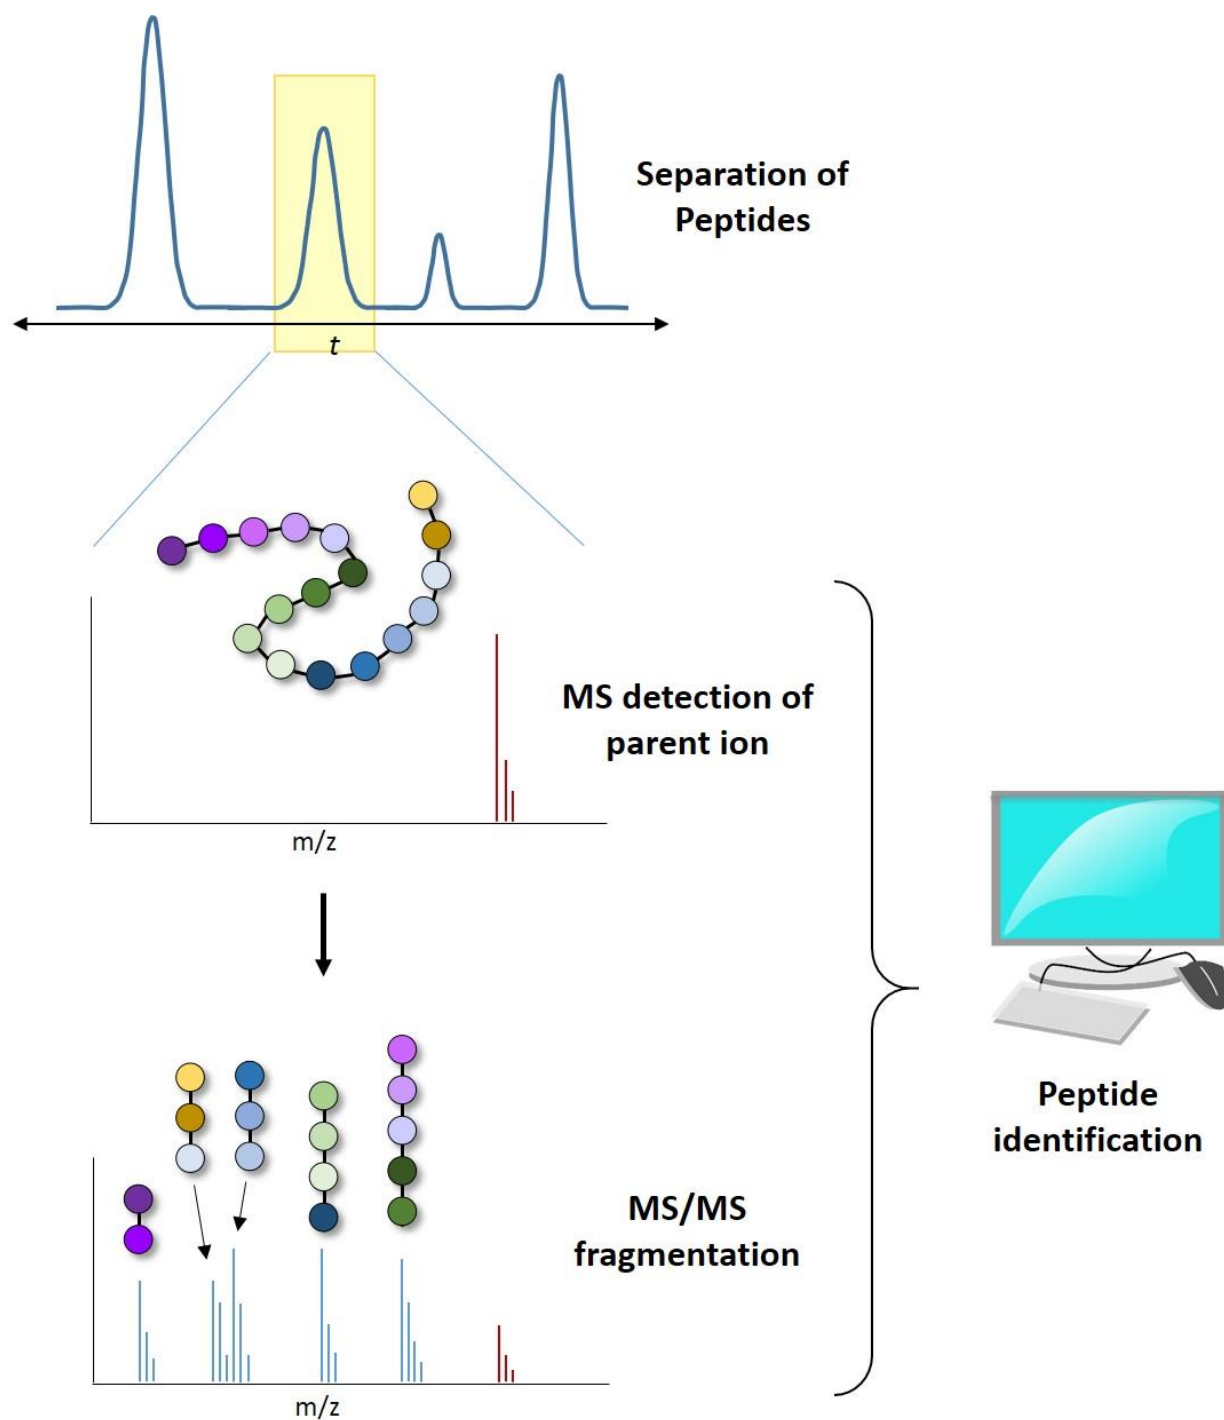 Separation of
Peptides
t
MS detection of
parent ion
m/z
Peptide
identification
MS/MS
fragmentation
m/z